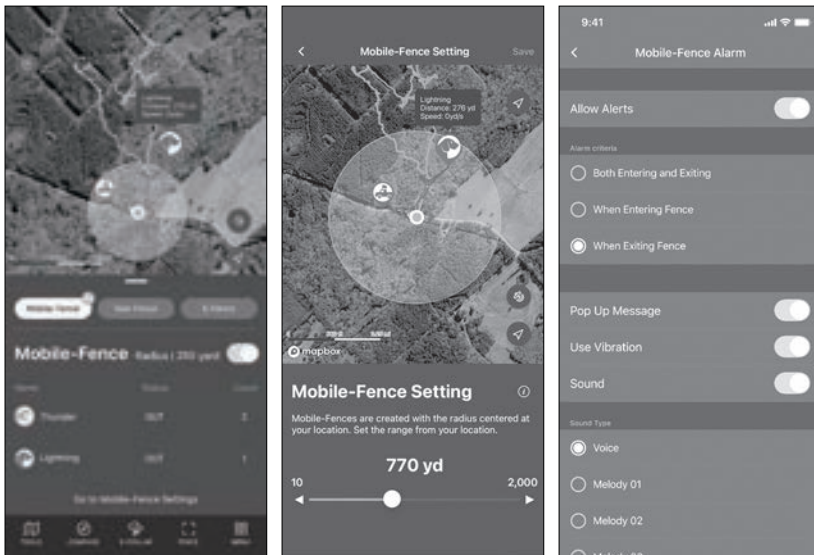 Mobile-Fence
Mobile-Fence Radius | 250 yard
Thunder
OUT
Lightning
OUT
1
Go to Mobile-Fence Settings
Mobile-Fence Setting
Save
Lightning
Distance: 276 yd
Speed: 0yd/s
mapbox
Mobile-Fence Setting
Mobile-Fences are created with the radius centered at
your location. Set the range from your location.
770 yd
10
2,000
9:41
Mobile-Fence Alarm
Allow Alerts
Alarm criteria
Both Entering and Exiting
When Entering Fence
When Exiting Fence
Pop Up Message
Use Vibration
Sound
Sound Type
Voice
Melody 01
Melody 02